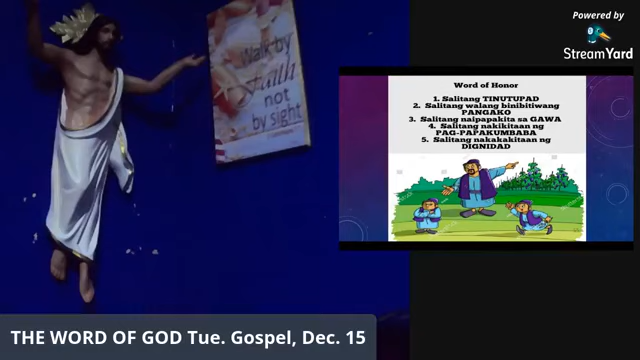 Powered by
StreamYard
Walk by
Faith
not
by sight
Word of Honor
1. Salitang TINUTUPAD
2. Salitang walang binibitiwang
PANGAKO
3. Salitang naipapakita sa GAWA
4. Salitang nakikitaan ng
PAG-PAPAKUMBABA
5. Salitang nakakakitaan ng
DIGNIDAD
THE WORD OF GOD Tue. Gospel, Dec. 15